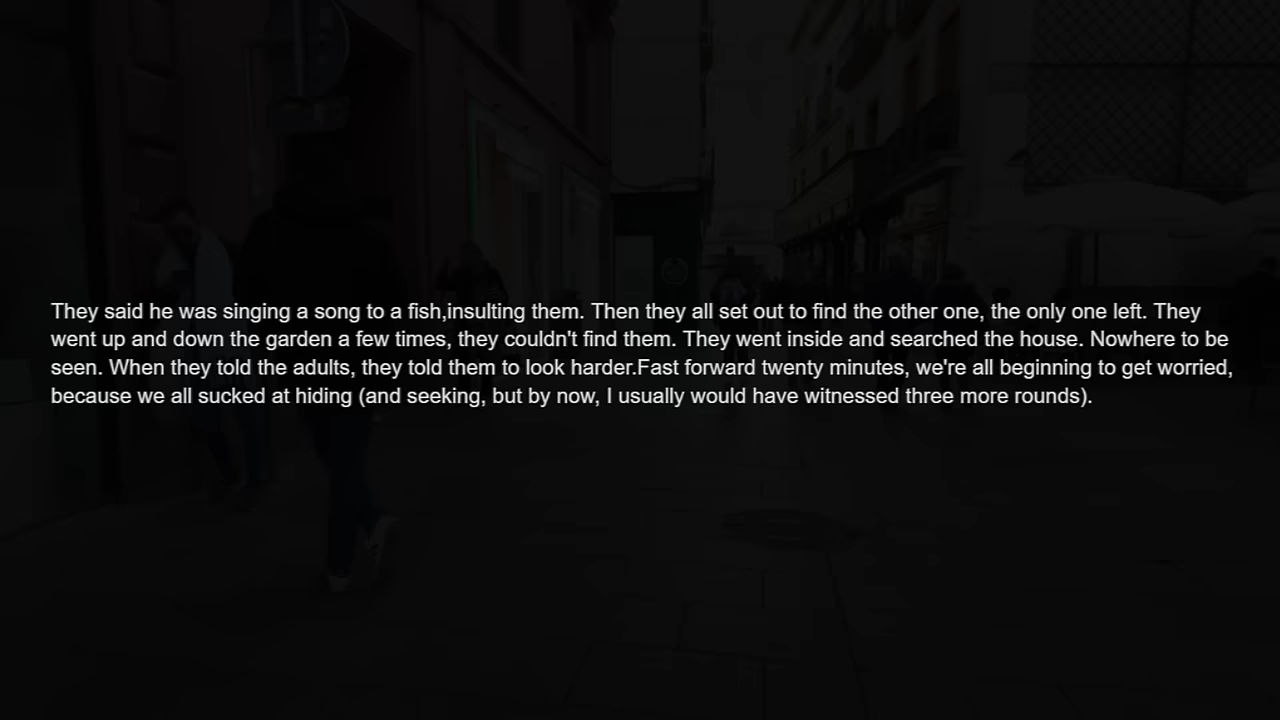 They said he was singing a song to a fish,insulting them. Then they all set out to find the other one, the only one left. They
went up and down the garden a few times, they couldn't find them. They went inside and searched the house. Nowhere to be
seen. When they told the adults, they told them to look harder.Fast forward twenty minutes, we're all beginning to get worried,
because we all sucked at hiding (and seeking, but by now, I usually would have witnessed three more rounds).